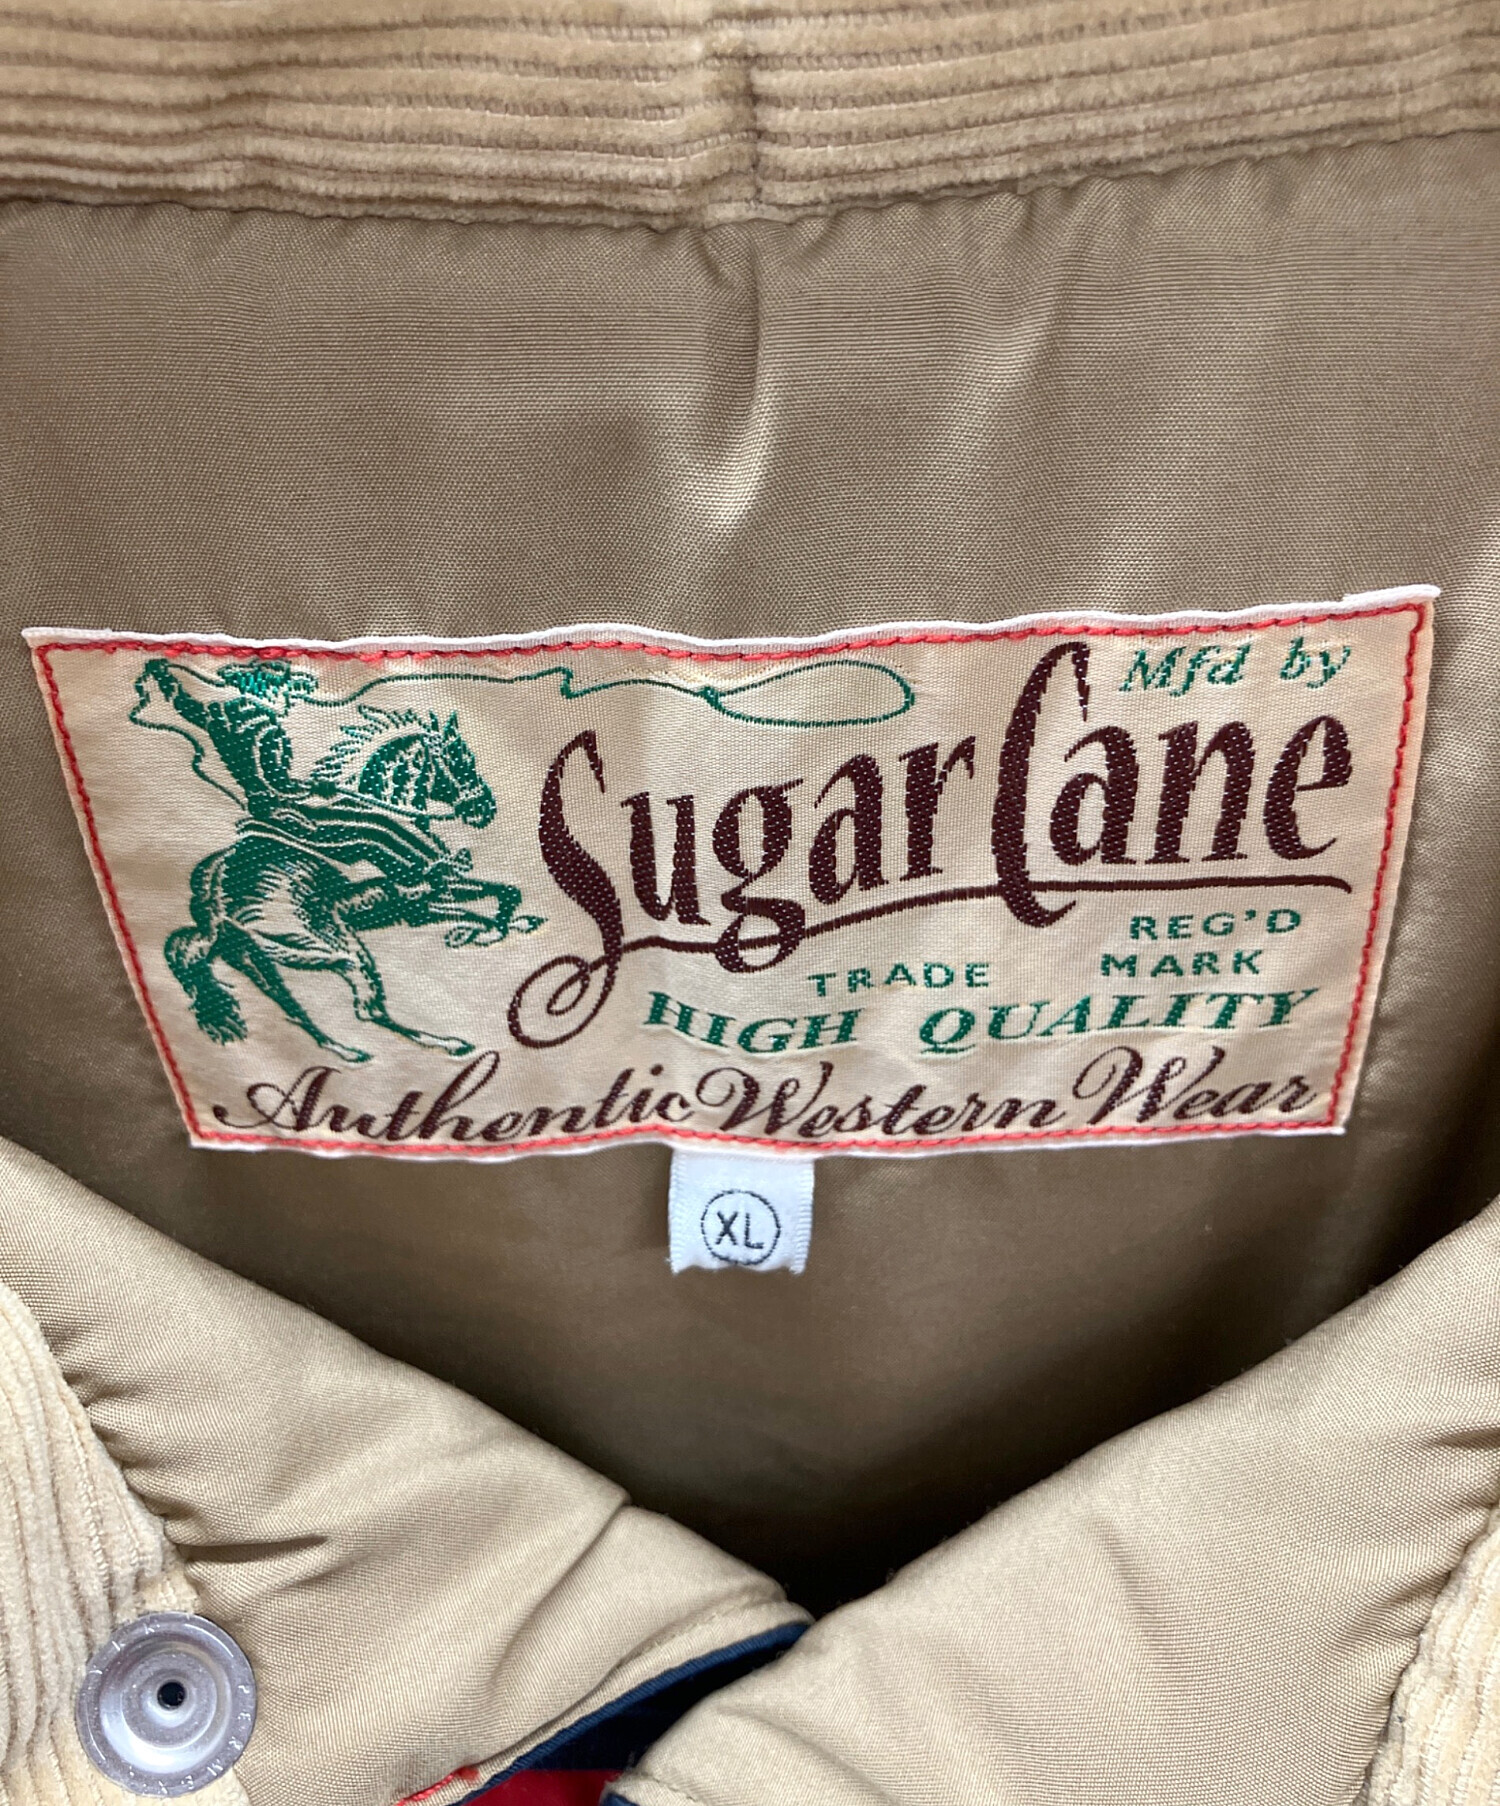 Mfd by
Sugar Cane
REG'D
TRADE MARK
HIGH QUALITY
Authentic Western Wear
XL